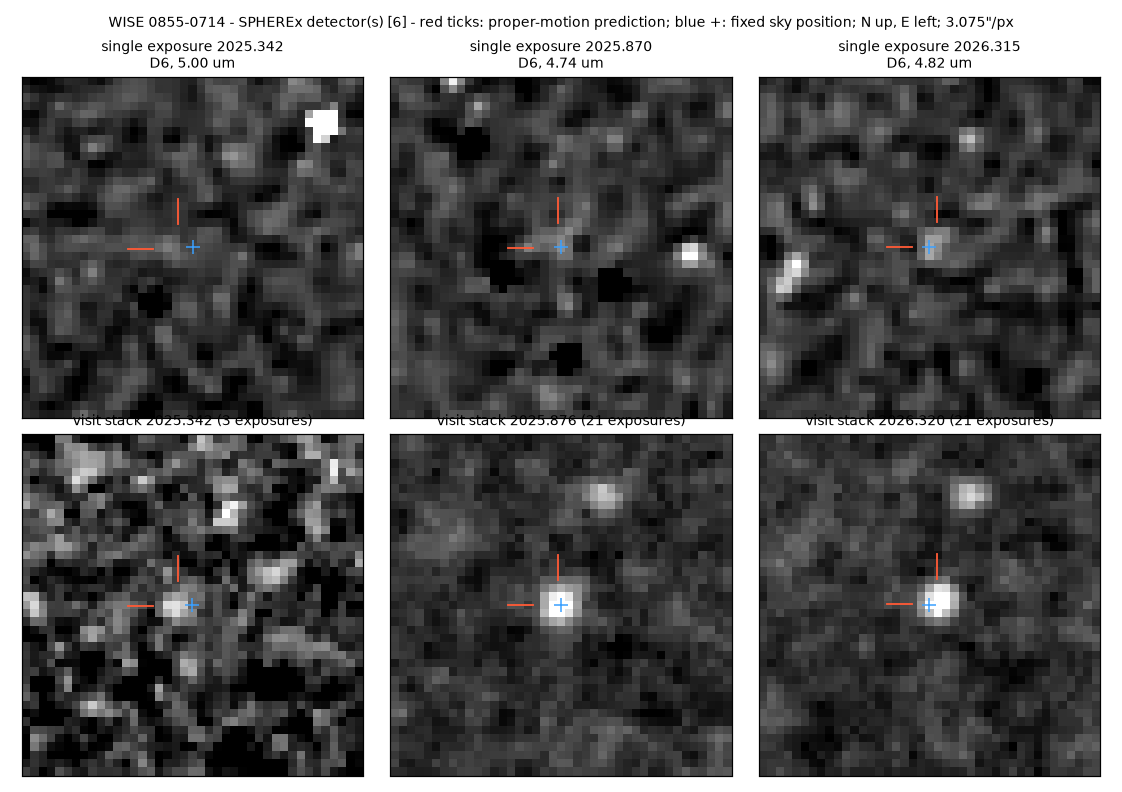 WISE 0855-0714 - SPHEREx detector(s) [6] - red ticks: proper-motion prediction; blue +: fixed sky position; N up, E left; 3.075"/px
single exposure 2025.342
D6, 5.00 um
single exposure 2025.870
D6, 4.74 um
single exposure 2026.315
D6, 4.82 um
visit stack 2025.342 (3 exposures)
visit stack 2025.876 (21 exposures)
visit stack 2026.320 (21 exposures)